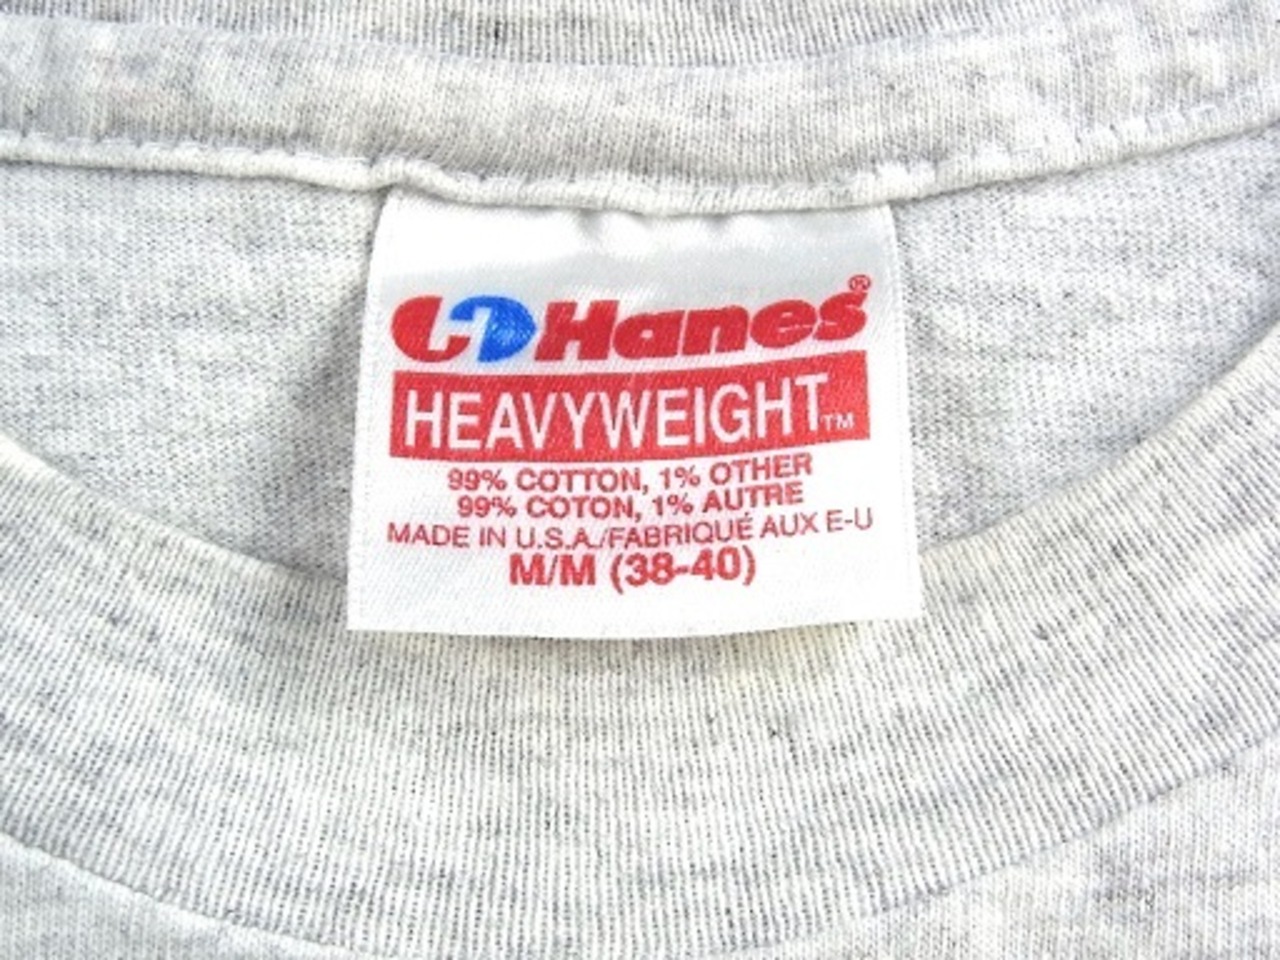 Hanes®
HEAVYWEIGHT™
99% COTTON, 1% OTHER
99% COTON, 1% AUTRE
MADE IN U.S.A./FABRIQUÉ AUX E-U
M/M (38-40)